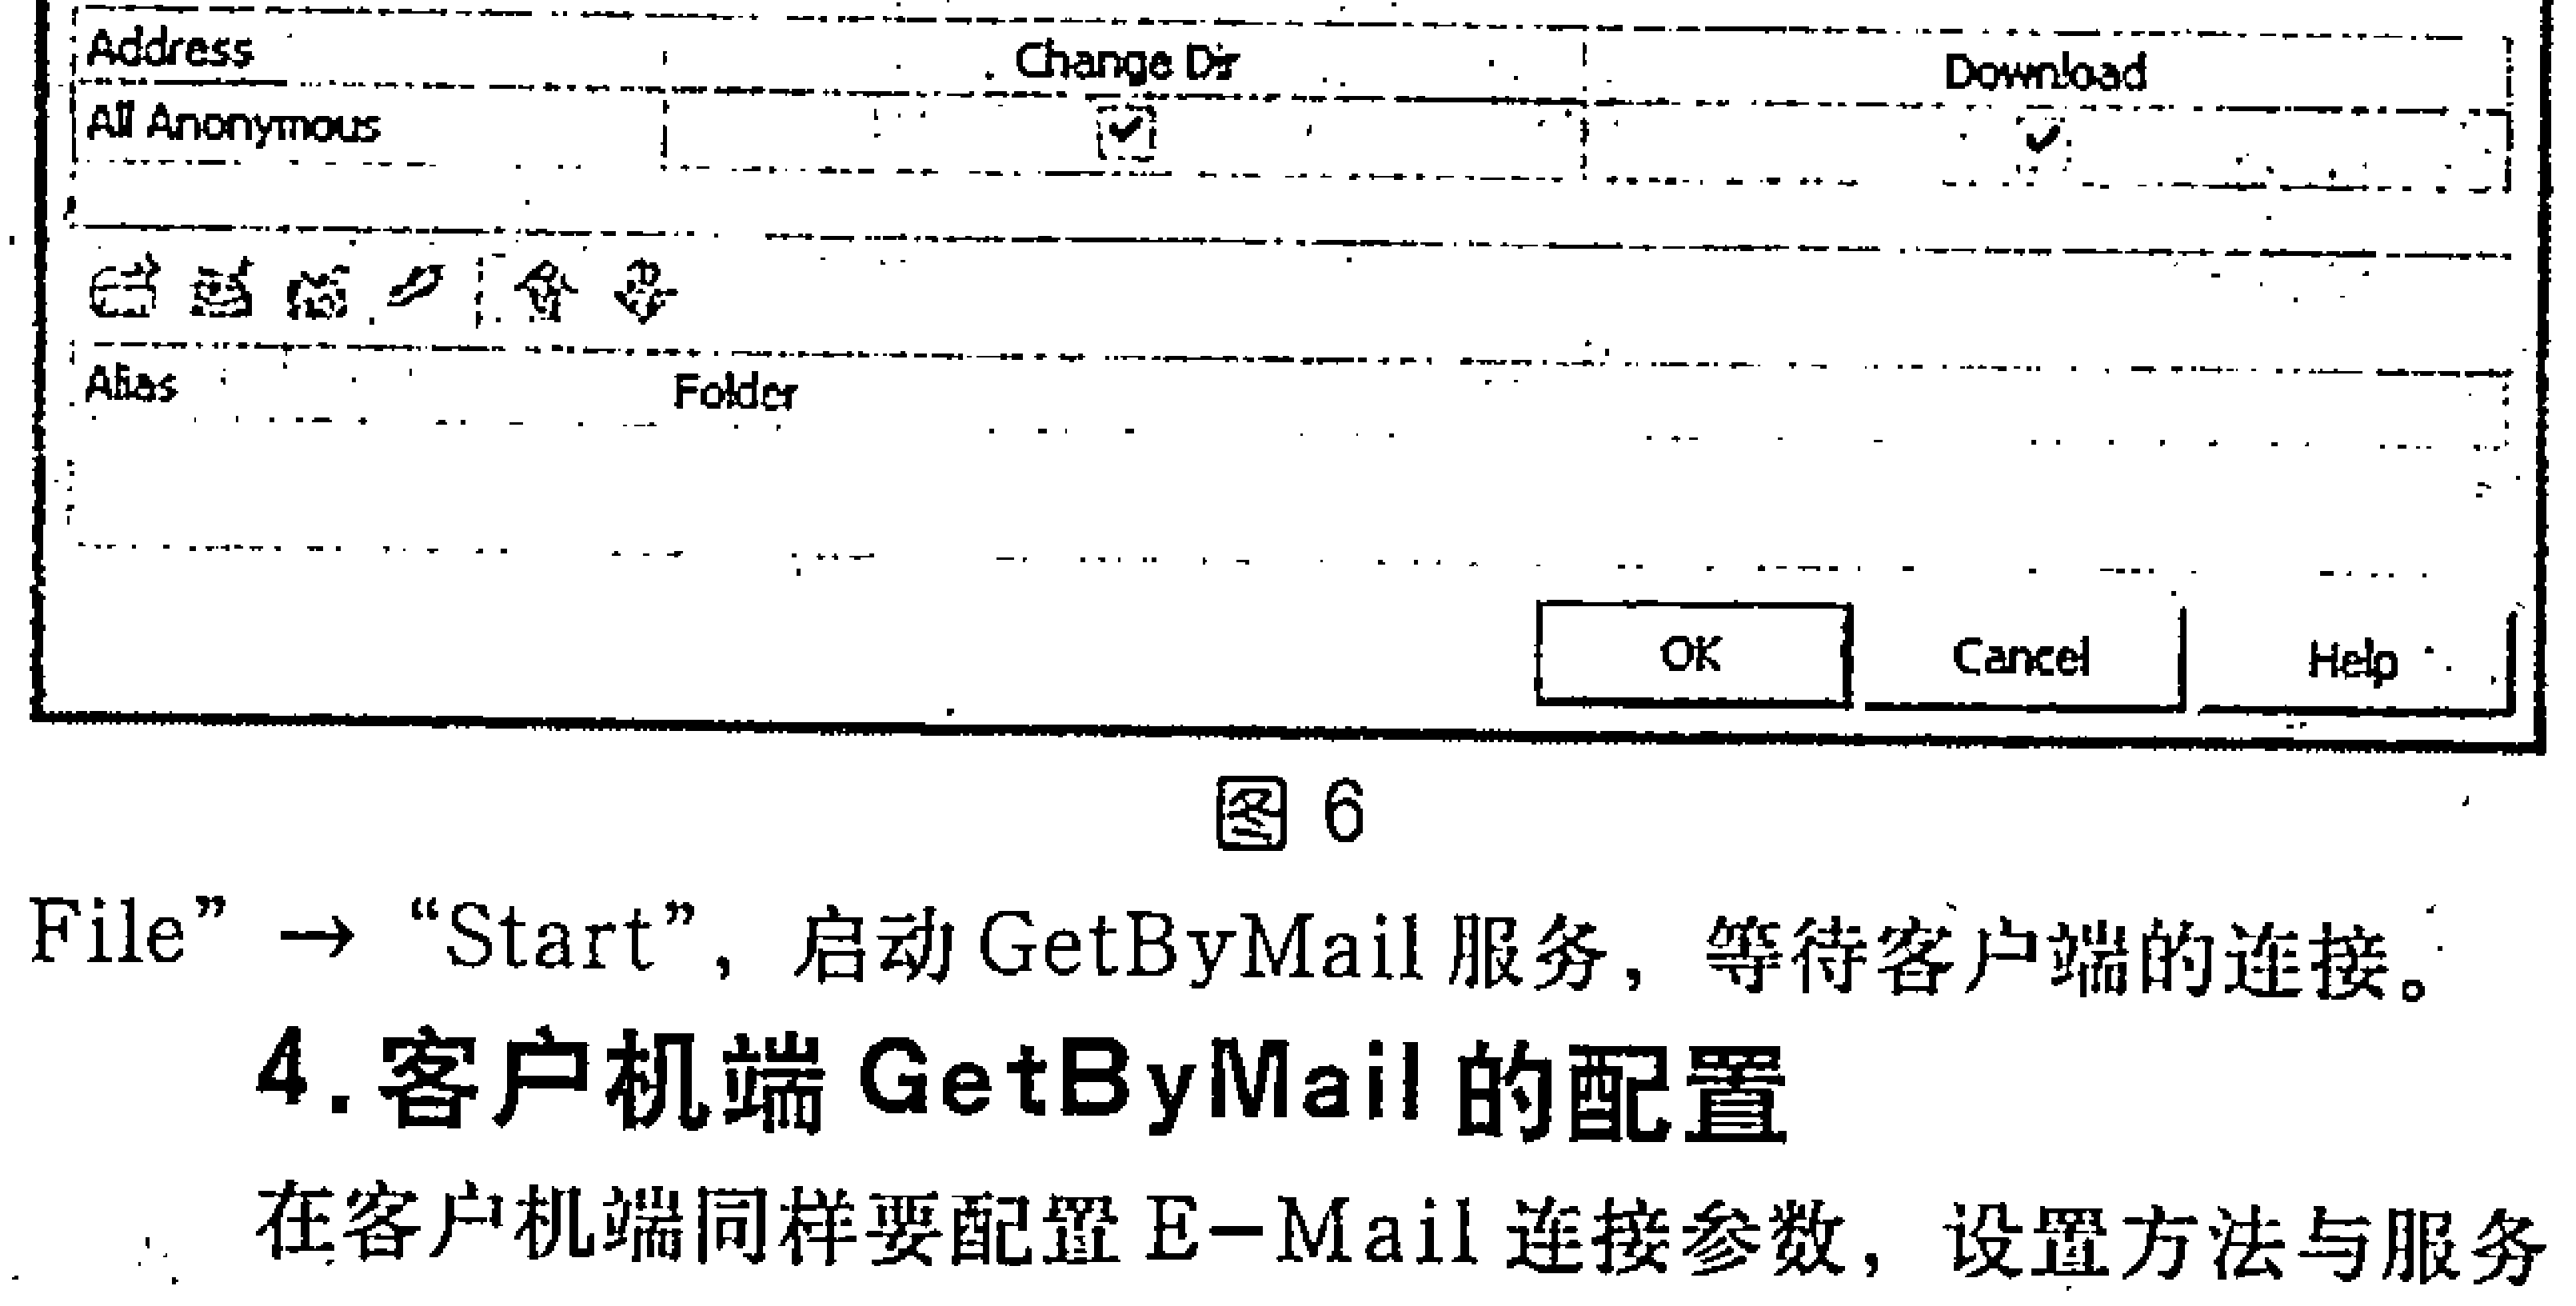 Address Change Dir Download
All Anonymous
Alias Folder
OK Cancel Help
图 6
File” → “Start”，启动 GetByMail 服务，等待客户端的连接。
4.客户机端 GetByMail 的配置
在客户机端同样要配置 E-Mail 连接参数，设置方法与服务